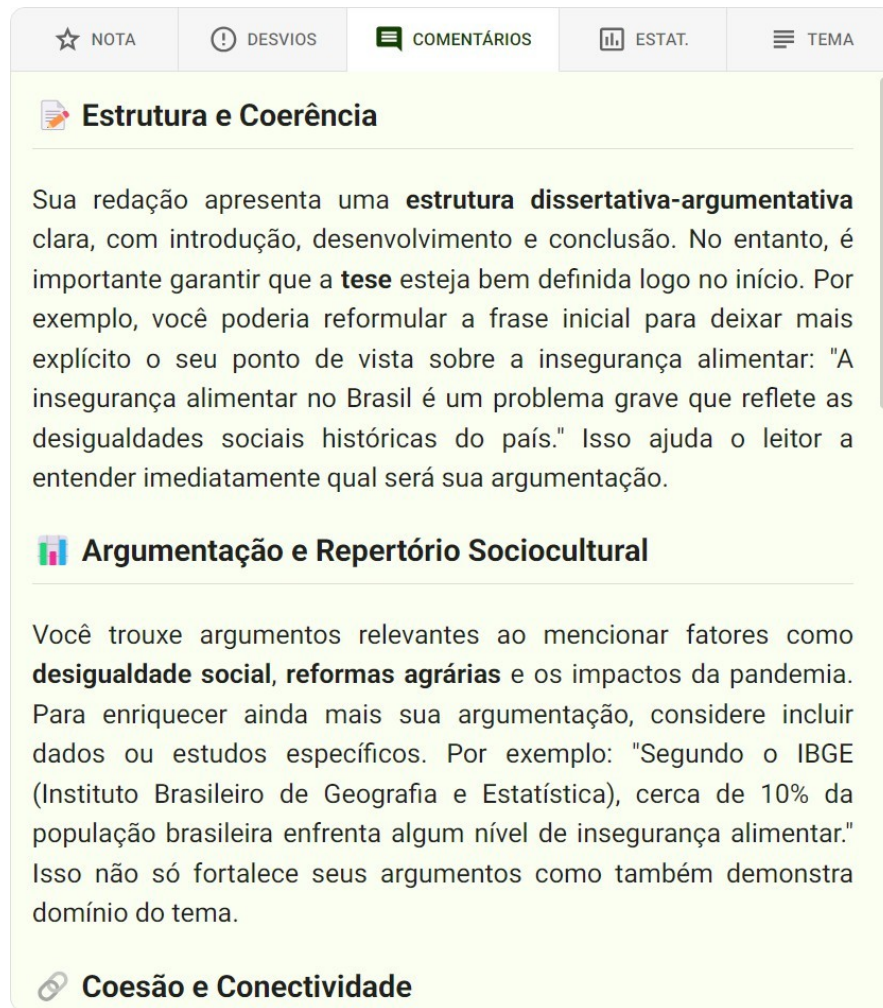 NOTA DESVIOS COMENTÁRIOS ESTAT. TEMA
Estrutura e Coerência
Sua redação apresenta uma estrutura dissertativa-argumentativa
clara, com introdução, desenvolvimento e conclusão. No entanto, é
importante garantir que a tese esteja bem definida logo no início. Por
exemplo, você poderia reformular a frase inicial para deixar mais
explícito o seu ponto de vista sobre a insegurança alimentar: "A
insegurança alimentar no Brasil é um problema grave que reflete as
desigualdades sociais históricas do país." Isso ajuda o leitor a
entender imediatamente qual será sua argumentação.
Argumentação e Repertório Sociocultural
Você trouxe argumentos relevantes ao mencionar fatores como
desigualdade social, reformas agrárias e os impactos da pandemia.
Para enriquecer ainda mais sua argumentação, considere incluir
dados ou estudos específicos. Por exemplo: "Segundo o IBGE
(Instituto Brasileiro de Geografia e Estatística), cerca de 10% da
população brasileira enfrenta algum nível de insegurança alimentar."
Isso não só fortalece seus argumentos como também demonstra
domínio do tema.
Coesão e Conectividade